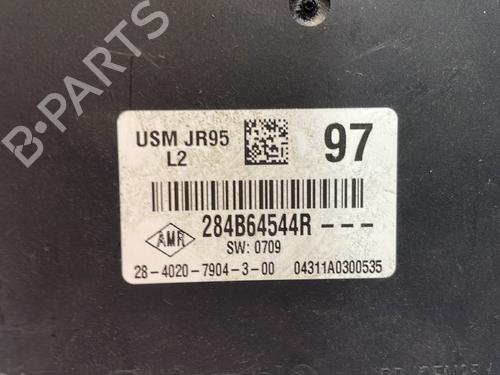 USM JR95
L2
97
284B64544R---
AMR
SW: 0709
28-4020-7904-3-00 04311A0300535
B-PARTS